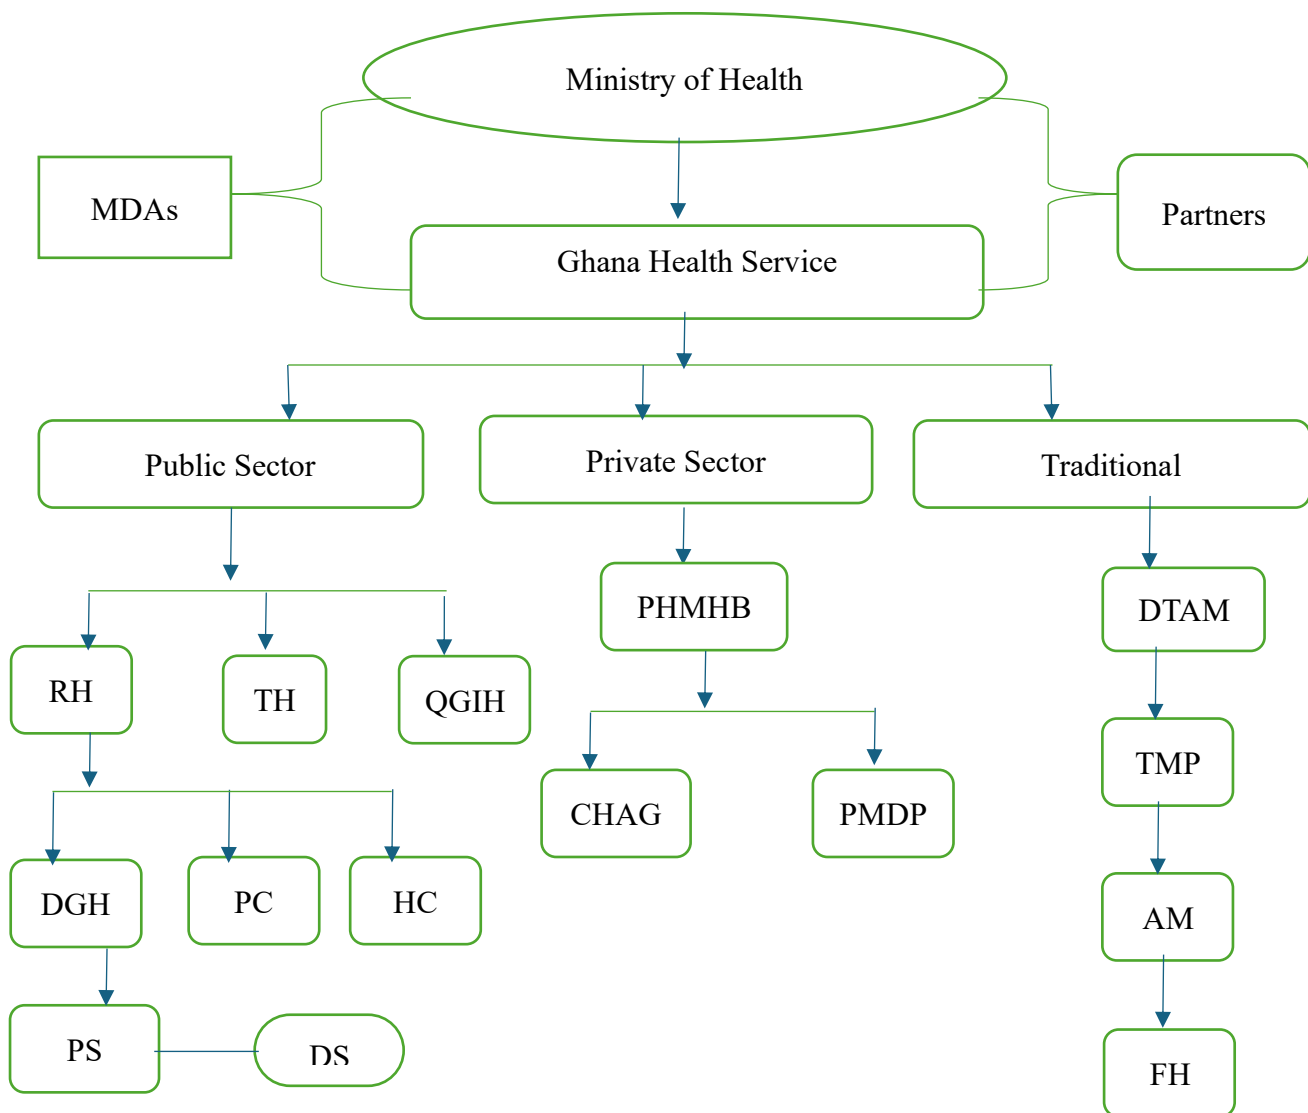 Ministry of Health
MDAs
Partners
Ghana Health Service
Public Sector
Private Sector
Traditional
PHMHB
DTAM
RH
TH
QGIH
TMP
CHAG
PMDP
DGH
PC
HC
AM
PS
DS
FH